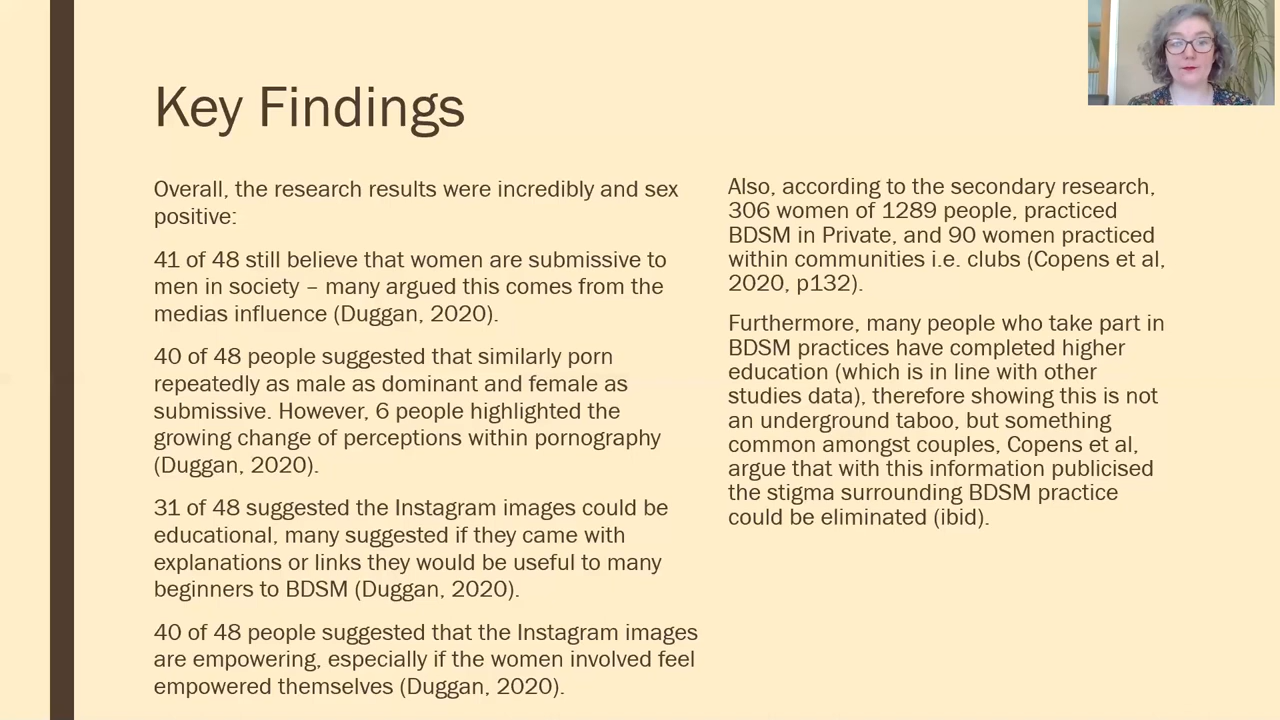 Key Findings
Overall, the research results were incredibly and sex
positive:
41 of 48 still believe that women are submissive to
men in society – many argued this comes from the
medias influence (Duggan, 2020).
40 of 48 people suggested that similarly porn
repeatedly as male as dominant and female as
submissive. However, 6 people highlighted the
growing change of perceptions within pornography
(Duggan, 2020).
31 of 48 suggested the Instagram images could be
educational, many suggested if they came with
explanations or links they would be useful to many
beginners to BDSM (Duggan, 2020).
40 of 48 people suggested that the Instagram images
are empowering, especially if the women involved feel
empowered themselves (Duggan, 2020).
Also, according to the secondary research,
306 women of 1289 people, practiced
BDSM in Private, and 90 women practiced
within communities i.e. clubs (Copens et al,
2020, p132).
Furthermore, many people who take part in
BDSM practices have completed higher
education (which is in line with other
studies data), therefore showing this is not
an underground taboo, but something
common amongst couples, Copens et al,
argue that with this information publicised
the stigma surrounding BDSM practice
could be eliminated (ibid).